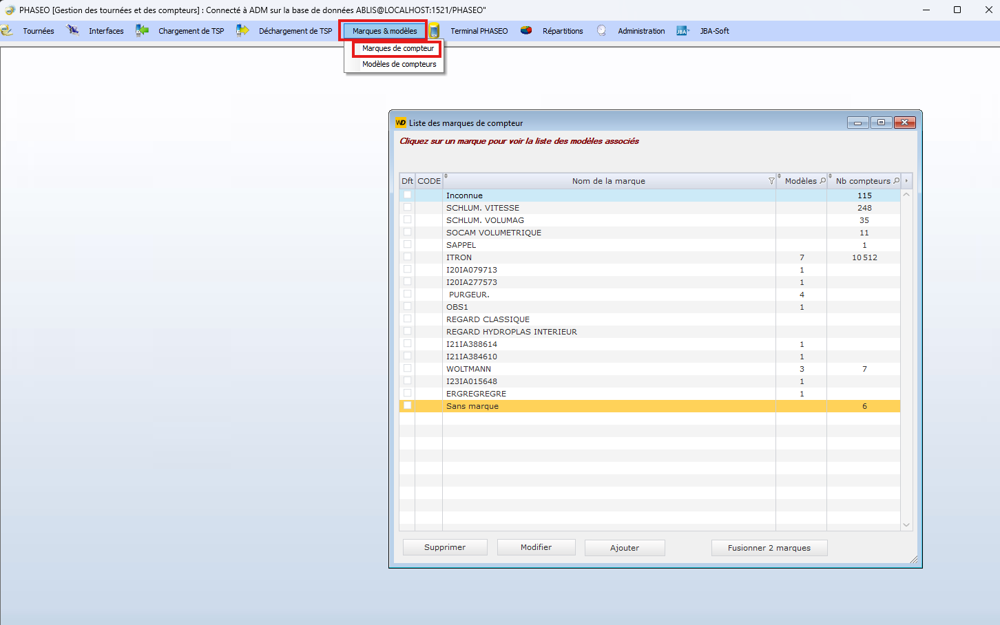 PHASEO [Gestion des tournées et des compteurs] : Connecté à ADM sur la base de données ABLIS@LOCALHOST:1521/PHASEO"
Tournées Interfaces Chargement de TSP Déchargement de TSP Marques & modèles Terminal PHASEO Répartitions Administration JBA JBA-Soft
Marques de compteur
Modèles de compteurs
WD Liste des marques de compteur
Cliquez sur un marque pour voir la liste des modèles associés
Dft CODE Nom de la marque Modèles Nb compteurs
Inconnue 115
SCHLUM. VITESSE 248
SCHLUM. VOLUMAG 35
SOCAM VOLUMETRIQUE 11
SAPPEL 1
ITRON 7 10 512
I20IA079713 1
I20IA277573 1
PURGEUR. 4
OBS1 1
REGARD CLASSIQUE
REGARD HYDROPLAS INTERIEUR
I21IA388614 1
I21IA384610 1
WOLTMANN 3 7
I23IA015648 1
ERGREGREGRE 1
Sans marque 6
Supprimer Modifier Ajouter Fusionner 2 marques